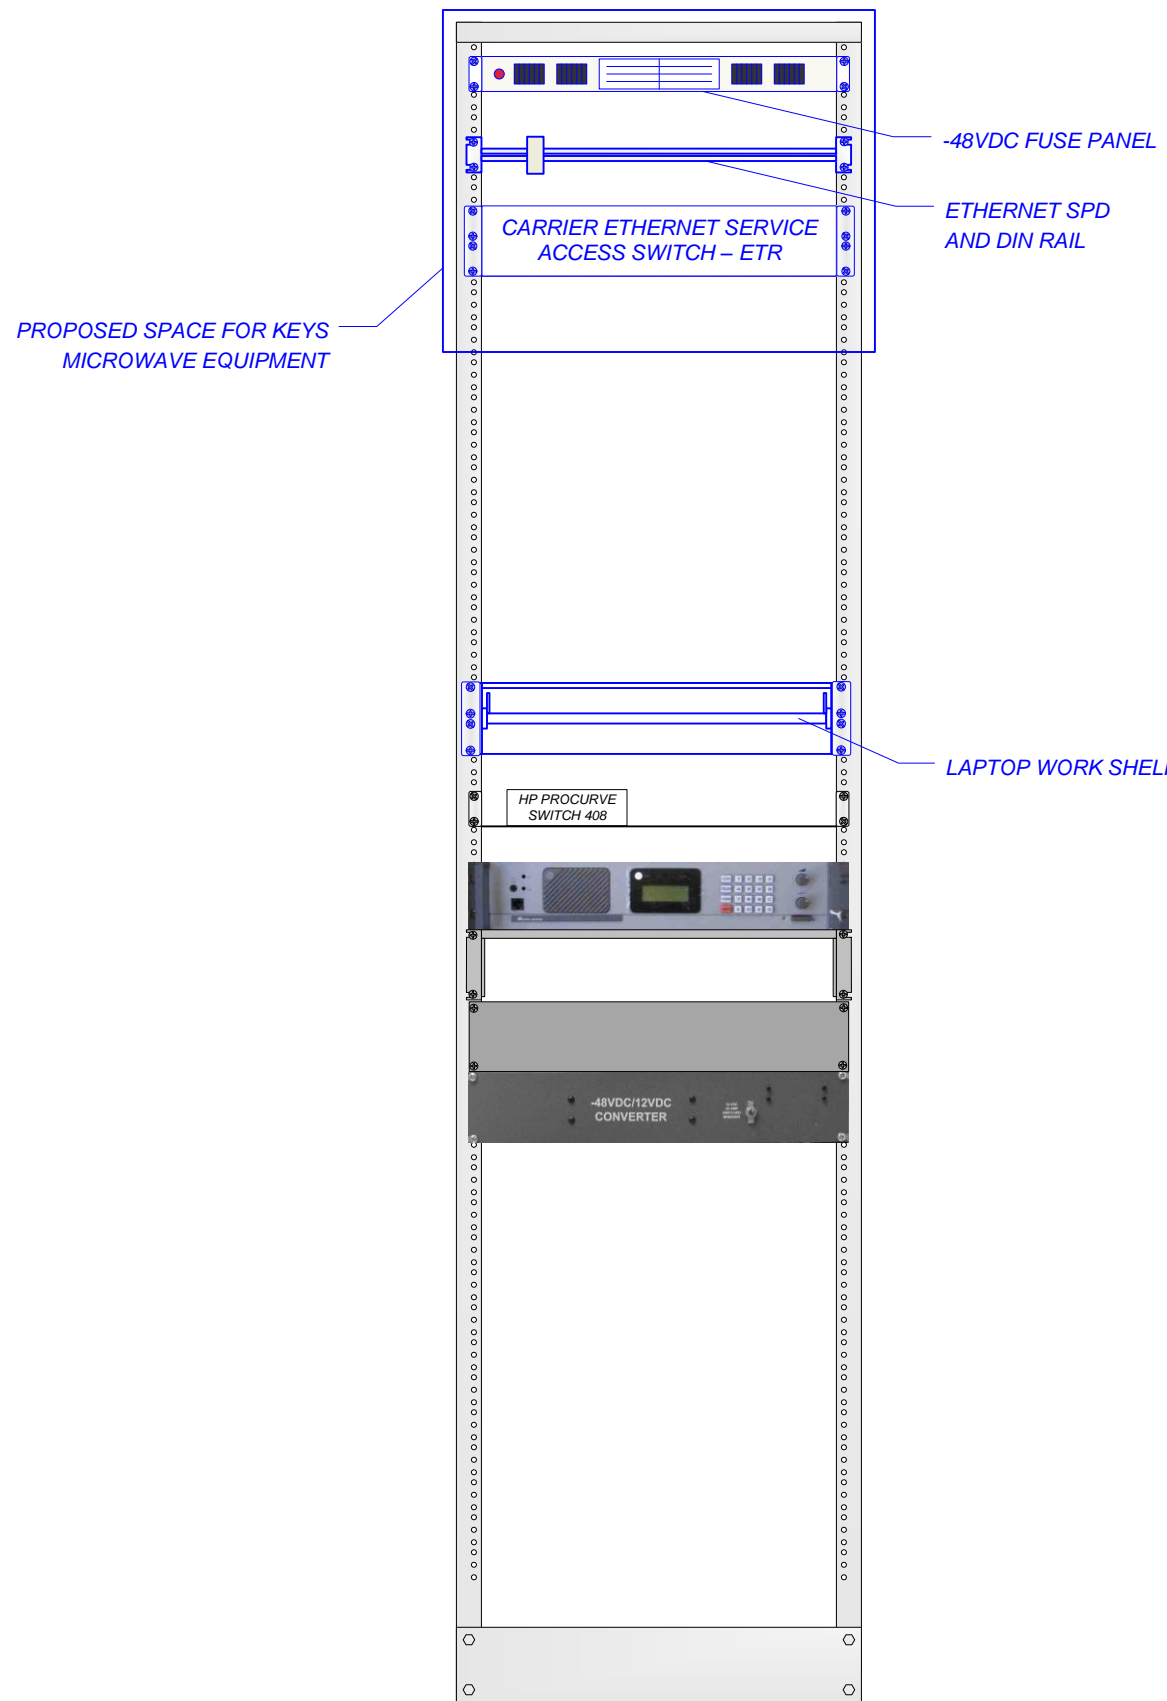 -48VDC FUSE PANEL
ETHERNET SPD
AND DIN RAIL
CARRIER ETHERNET SERVICE
ACCESS SWITCH – ETR
PROPOSED SPACE FOR KEYS
MICROWAVE EQUIPMENT
LAPTOP WORK SHELF
HP PROCURVE
SWITCH 408
-48VDC/12VDC
CONVERTER